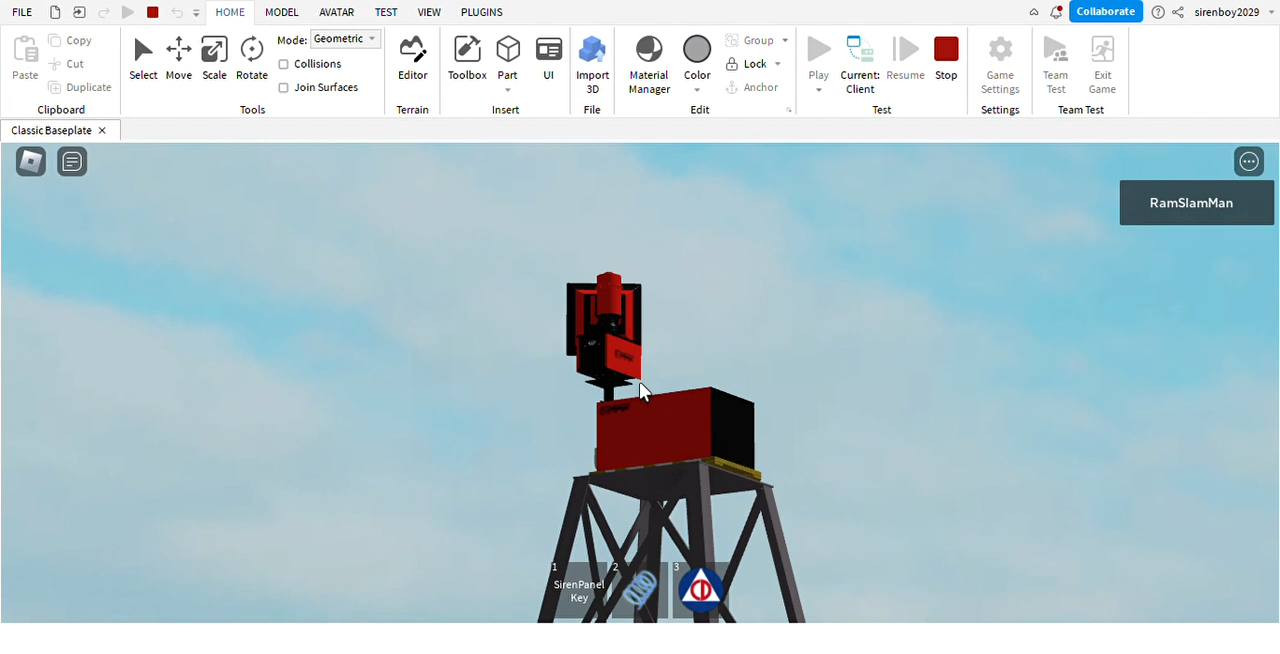 FILE HOME MODEL AVATAR TEST VIEW PLUGINS Collaborate sirenboy2029
Paste Copy Cut Duplicate Clipboard
Select Move Scale Rotate Mode: Geometric Collisions Join Surfaces Tools
Editor Terrain
Toolbox Part UI Insert
Import 3D File
Material Manager Color Group Lock Anchor Edit
Play Current: Client Resume Stop Test
Game Settings Settings
Team Test Exit Game Team Test
Classic Baseplate
RamSlamMan
1 2 3
SirenPanel
Key